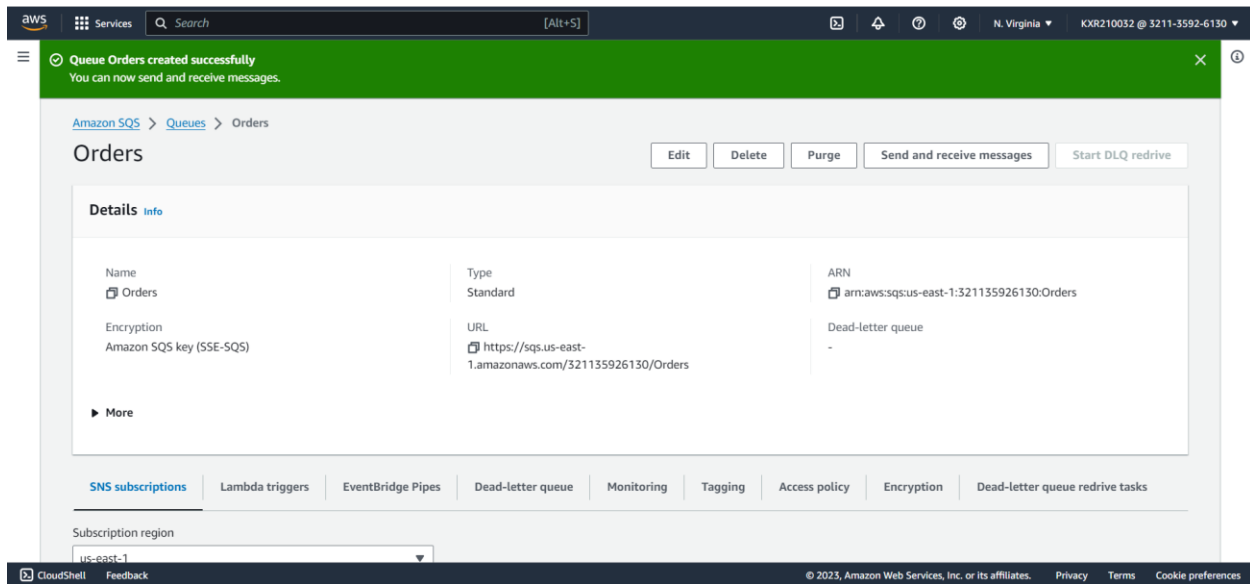 aws Services Search [Alt+S] N. Virginia KXR210032 @ 3211-3592-6130
Queue Orders created successfully
You can now send and receive messages.
Amazon SQS > Queues > Orders
Orders Edit Delete Purge Send and receive messages Start DLQ redrive
Details Info
Name Type ARN
Orders Standard arn:aws:sqs:us-east-1:321135926130:Orders
Encryption URL Dead-letter queue
Amazon SQS key (SSE-SQS) https://sqs.us-east- -
1.amazonaws.com/321135926130/Orders
More
SNS subscriptions Lambda triggers EventBridge Pipes Dead-letter queue Monitoring Tagging Access policy Encryption Dead-letter queue redrive tasks
Subscription region
us-east-1
CloudShell Feedback © 2023, Amazon Web Services, Inc. or its affiliates. Privacy Terms Cookie preferences